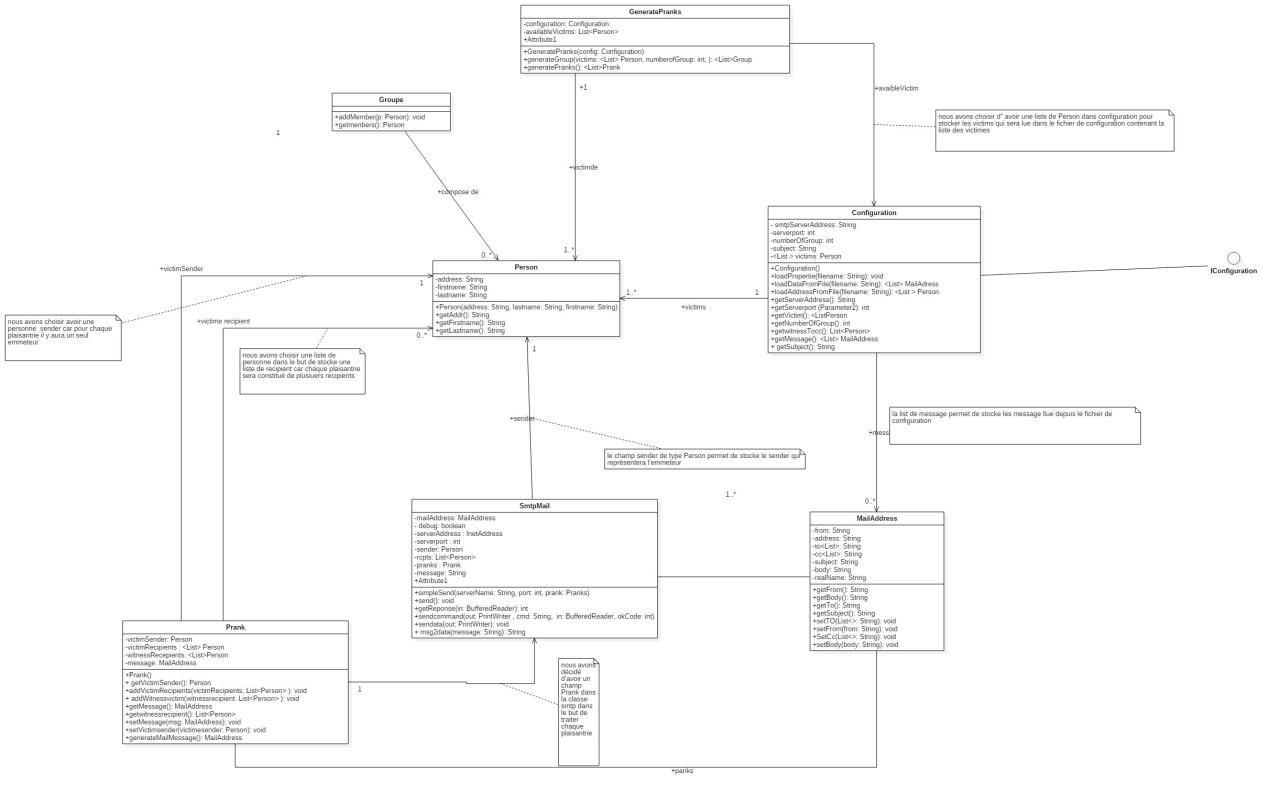 GeneratePranks
-configuration: Configuration
-availableVictims: List<Person>
+Attribute1
+GeneratePranks(config: Configuration)
+generateGroup(victims: <List> Person, numberofGroup: int, ): <List>Group
+generatePranks(): <List>Prank
+1
+avaibleVictim
Groupe
+addMember(p: Person): void
+getmenbers(): Person
1
nous avons choisir d'' avoir une liste de Person dans configuration pour
stocker les victims qui sera lue dans le fichier de configuration contenant la
liste des victimes
+victimde
+compose de
0..*
1..*
Configuration
- smtpServerAddress: String
-serverport: int
-numberOfGroup: int
-subject: String
-<List > victims: Person
+Configuration()
+loadPropertie(filename: String): void
+loadDataFromFile(filename: String): <List> MailAdress
+loadAddressFromFile(filename: String): <List > Person
+getServerAddress(): String
+getServerport (Parameter2): int
+getVictim(): <ListPerson
+getNumberOfGroup(): int
+getwitnessTocc(): List<Person>
+getMessage(): <List> MailAddress
+ getSubject(): String
IConfiguration
+victimSender
1
Person
-address: String
-firstname: String
-lastname: String
+Person(address: String, lastname: String, firstname: String)
+getAddr(): String
+getFirstname(): String
+getLastname(): String
1..*
1
+victims
nous avons choisir avoir une
personne sender car pour chaque
plaisantrie il y aura un seul
emmeteur
+victime recipient
0..*
nous avons choisir une liste de
personne dans le but de stocke une
liste de recipient car chaque plaisantrie
sera constitué de plusiuers recipients
1
+sender
le champ sender de type Person permet de stocke le sender qui
représentera l'emmeteur
la list de message permet de stocke les message llue depuis le fichier de
configuration
+mess
1..*
0..*
SmtpMail
-mailAddress: MailAddress
- debug: boolean
-serverAddress : InetAddress
-serverport : int
-sender: Person
-rcpts: List<Person>
-pranks : Prank
-message: String
+Attribute1
+simpleSend(serverName: String, port: int, prank: Pranks)
+send(): void
+getReponse(in: BufferedReader): int
+sendcommand(out: PrintWriter , cmd: String, in: BufferedReader, okCode: int)
+sendata(out: PrintWriter): void
+ msg2data(message: String): String
MailAddress
-from: String
-address: String
-to<List>: String
-cc<List>: String
-subject: String
-body: String
-realName: String
+getFrom(): String
+getBody(): String
+getTo(): String
+getSubject(): String
+setTO(List<>: String): void
+setFrom(from: String): void
+SetCc(List<>: String): void
+setBody(body: String): void
Prank
-victimSender: Person
-victimRecipients : <List> Person
-witnessRecepients: <List>Person
-message: MailAddress
+Prank()
+ getVictimSender(): Person
+addVictimRecipients(victimRecipents: List<Person> ): void
+ addWitnessvictim(witnessrecipient: List<Person> ): void
+getMessage(): MailAddress
+getwitnessrecipient(): List<Person>
+setMessage(msg: MailAddress): void
+setVictimsender(victimesender: Person): void
+generateMailMessage(): MailAddress
1
nous avons
décidé
d'avoir un
champ
Prank dans
la classe
smtp dans
le but de
traiter
chaque
plaisantrie
+panks